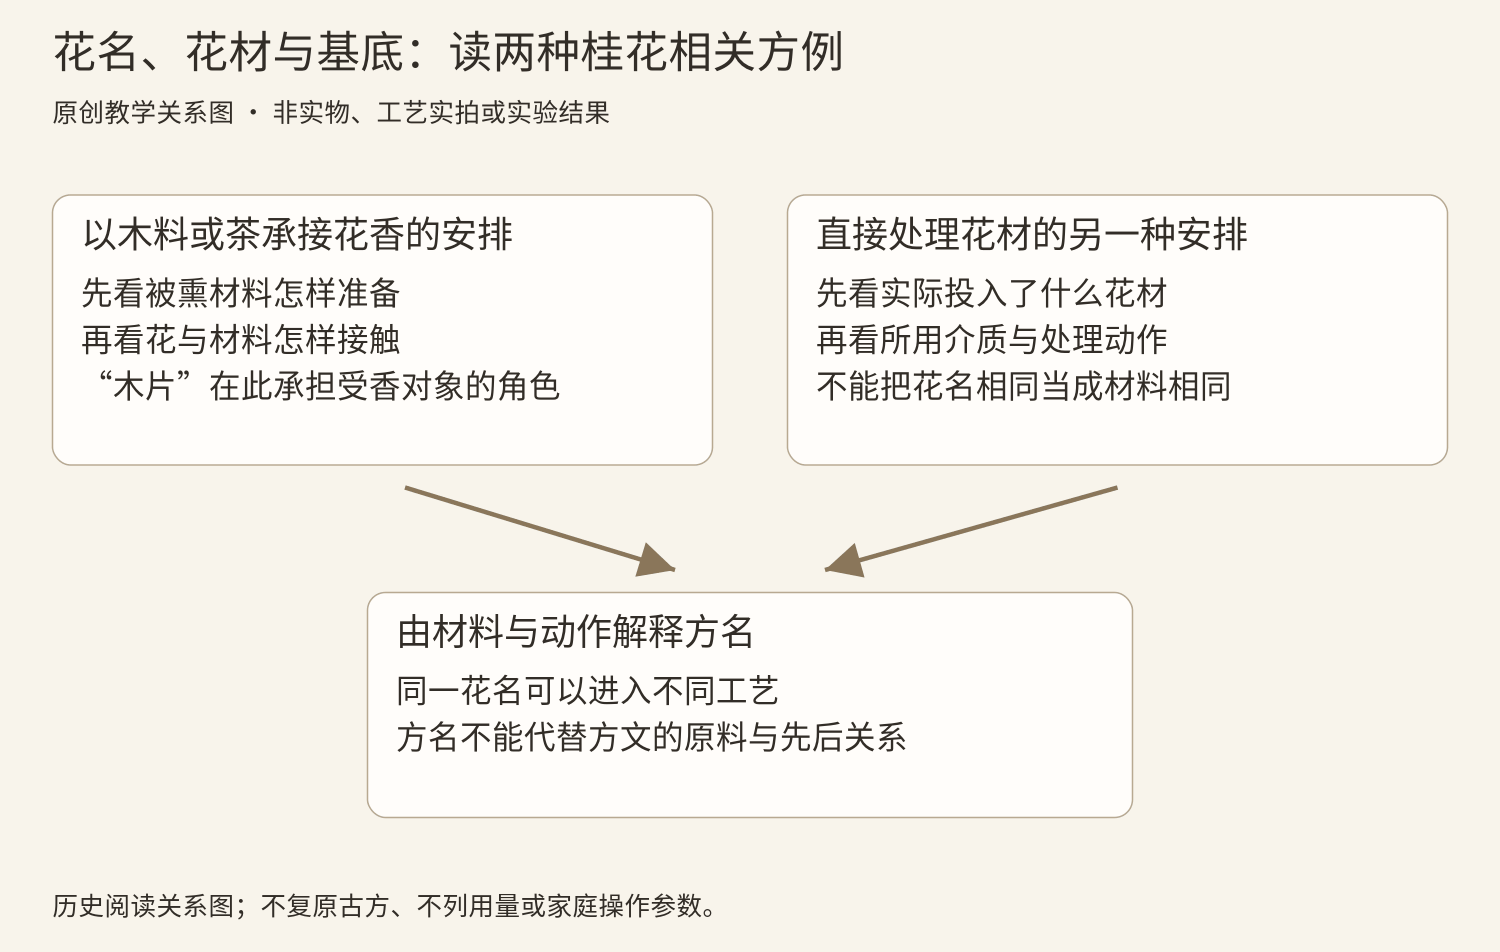 花名、花材与基底：读两种桂花相关方例
原创教学关系图 · 非实物、工艺实拍或实验结果
以木料或茶承接花香的安排
先看被熏材料怎样准备
再看花与材料怎样接触
“木片”在此承担受香对象的角色
直接处理花材的另一种安排
先看实际投入了什么花材
再看所用介质与处理动作
不能把花名相同当成材料相同
由材料与动作解释方名
同一花名可以进入不同工艺
方名不能代替方文的原料与先后关系
历史阅读关系图；不复原古方、不列用量或家庭操作参数。